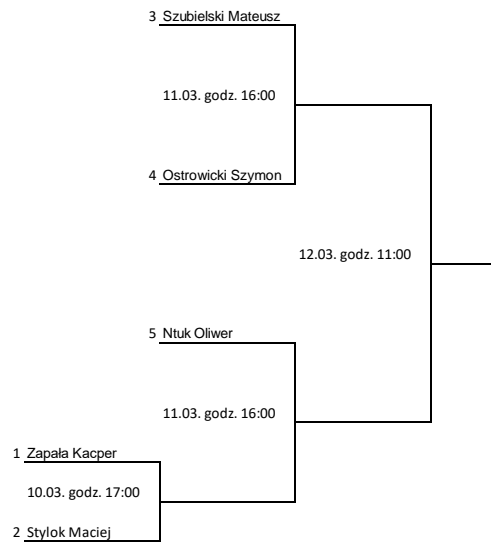 3 Szubielski Mateusz
11.03. godz. 16:00
4 Ostrowicki Szymon
12.03. godz. 11:00
5 Ntuk Oliwer
11.03. godz. 16:00
1 Zapała Kacper
10.03. godz. 17:00
2 Stylok Maciej